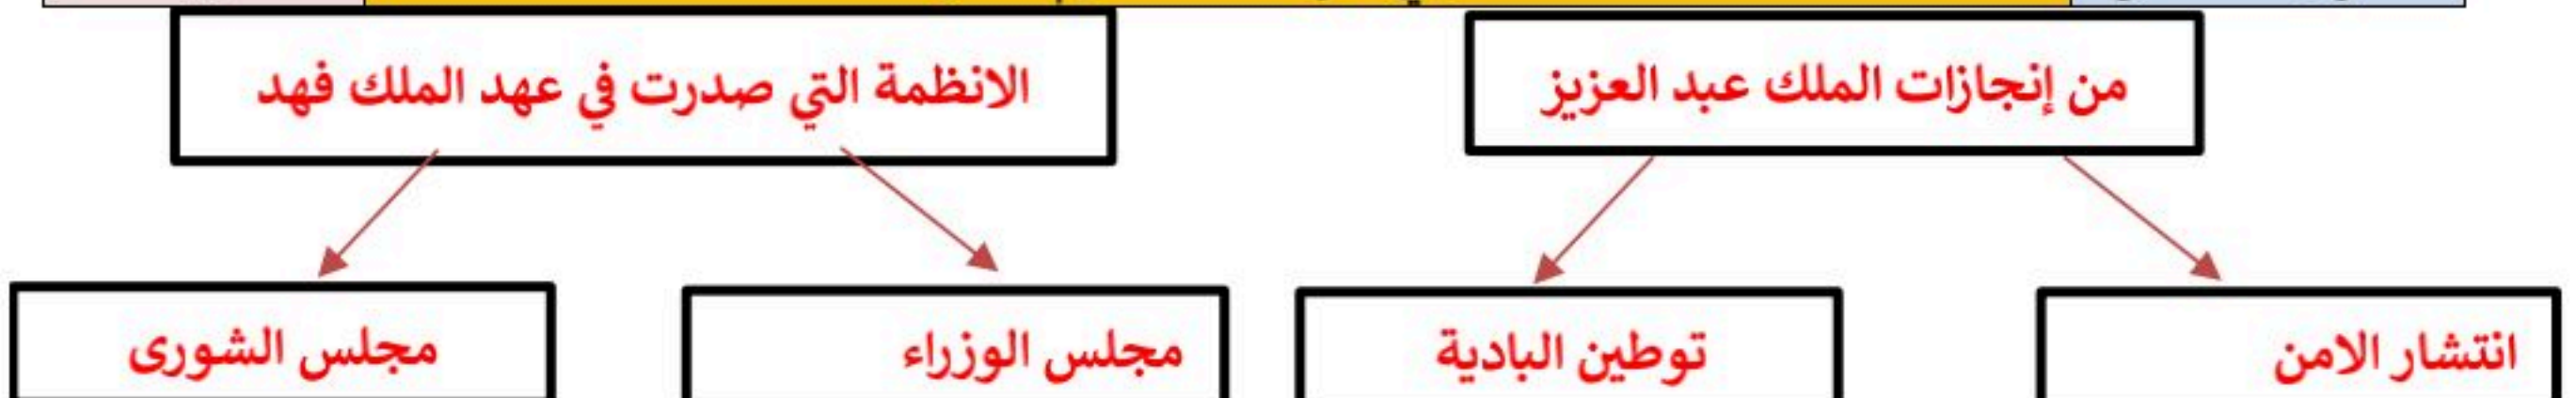 من إنجازات الملك عبد العزيز
الانظمة التي صدرت في عهد الملك فهد
انتشار الامن
توطين البادية
مجلس الوزراء
مجلس الشورى